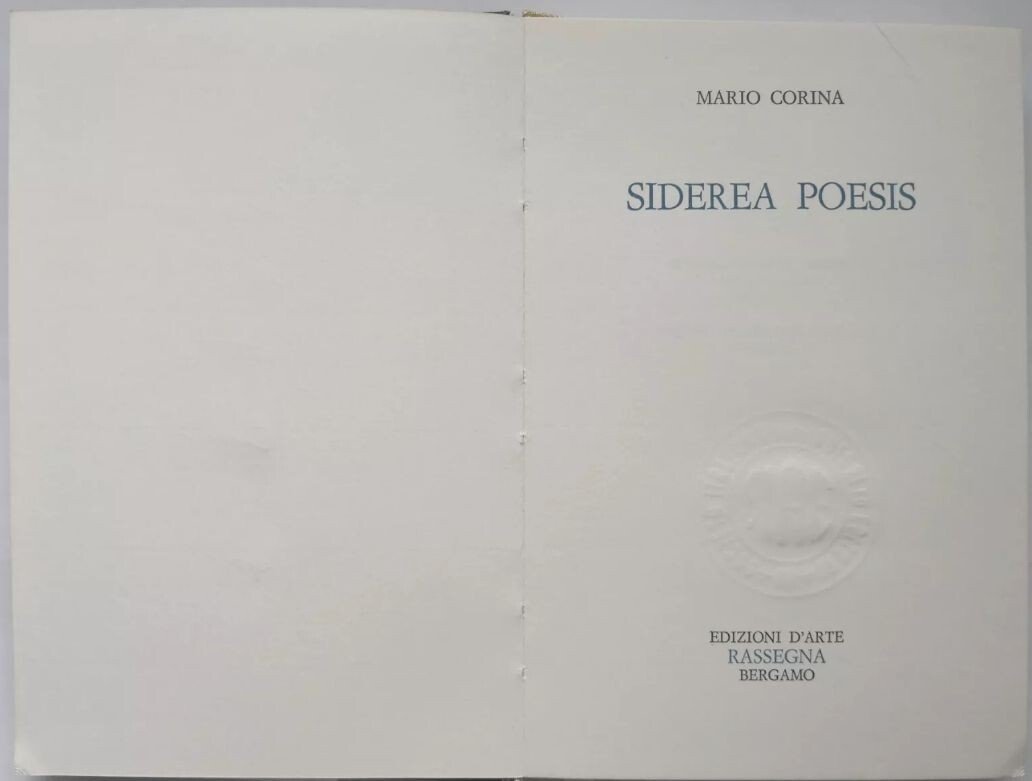 MARIO CORINA
SIDEREA POESIS
EDIZIONI D'ARTE
RASSEGNA
BERGAMO